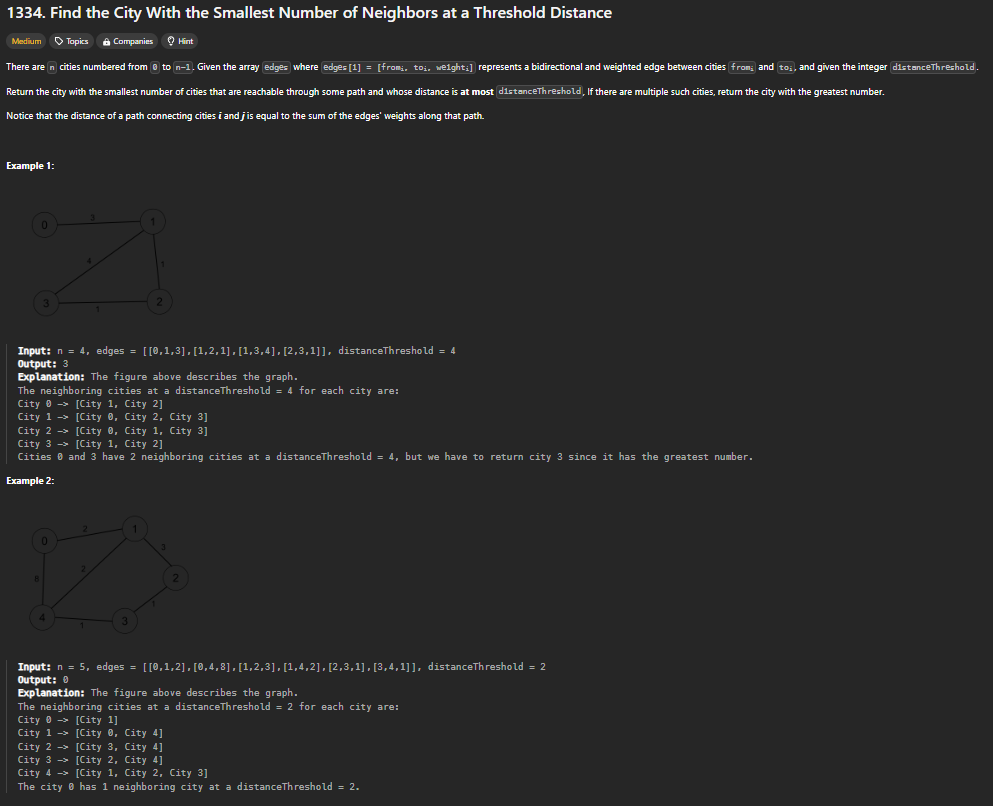 1334. Find the City With the Smallest Number of Neighbors at a Threshold Distance
Medium Topics Companies Hint
There are n cities numbered from 0 to n-1. Given the array edges where edges[i] = [fromᵢ, toᵢ, weightᵢ] represents a bidirectional and weighted edge between cities fromᵢ and toᵢ, and given the integer distanceThreshold.
Return the city with the smallest number of cities that are reachable through some path and whose distance is at most distanceThreshold, If there are multiple such cities, return the city with the greatest number.
Notice that the distance of a path connecting cities i and j is equal to the sum of the edges' weights along that path.
Example 1:
0 3 1
4 1
3 1 2
Input: n = 4, edges = [[0,1,3],[1,2,1],[1,3,4],[2,3,1]], distanceThreshold = 4
Output: 3
Explanation: The figure above describes the graph.
The neighboring cities at a distanceThreshold = 4 for each city are:
City 0 -> [City 1, City 2]
City 1 -> [City 0, City 2, City 3]
City 2 -> [City 0, City 1, City 3]
City 3 -> [City 1, City 2]
Cities 0 and 3 have 2 neighboring cities at a distanceThreshold = 4, but we have to return city 3 since it has the greatest number.
Example 2:
0 2 1
3
8 2 2
1
4 1 3
Input: n = 5, edges = [[0,1,2],[0,4,8],[1,2,3],[1,4,2],[2,3,1],[3,4,1]], distanceThreshold = 2
Output: 0
Explanation: The figure above describes the graph.
The neighboring cities at a distanceThreshold = 2 for each city are:
City 0 -> [City 1]
City 1 -> [City 0, City 4]
City 2 -> [City 3, City 4]
City 3 -> [City 2, City 4]
City 4 -> [City 1, City 2, City 3]
The city 0 has 1 neighboring city at a distanceThreshold = 2.